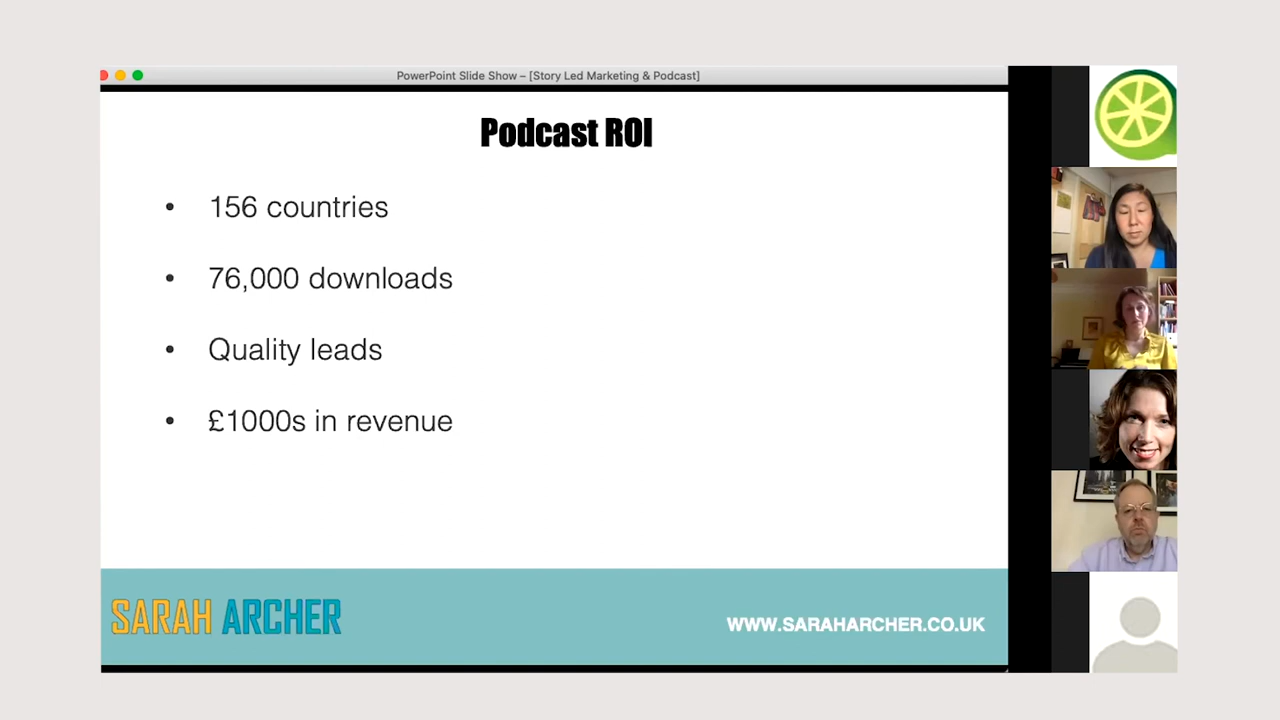 PowerPoint Slide Show – [Story Led Marketing & Podcast]
Podcast ROI
• 156 countries
• 76,000 downloads
• Quality leads
• £1000s in revenue
SARAH ARCHER
WWW.SARAHARCHER.CO.UK